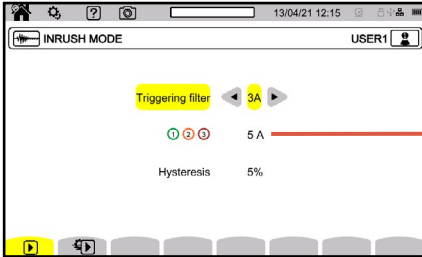 ?
13/04/21 12:15
INRUSH MODE
USER1
Triggering filter
3A
1 2 3
5 A
Hysteresis
5%